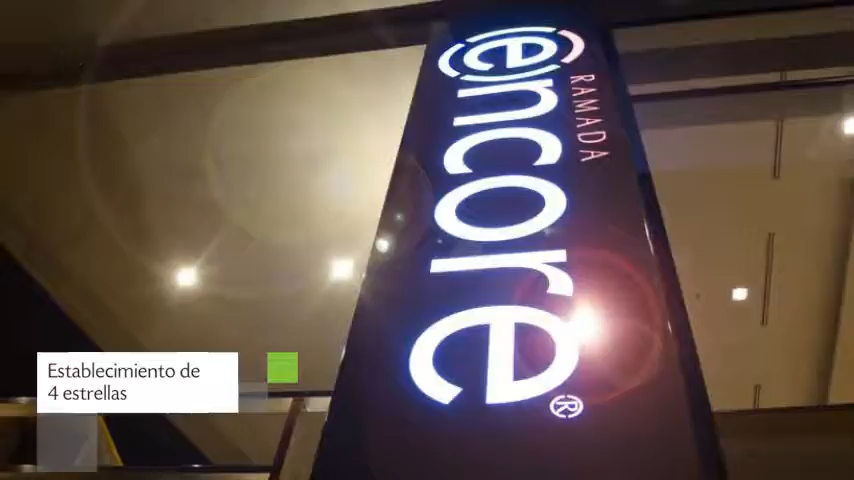 encore
RAMADA
®
Establecimiento de
4 estrellas